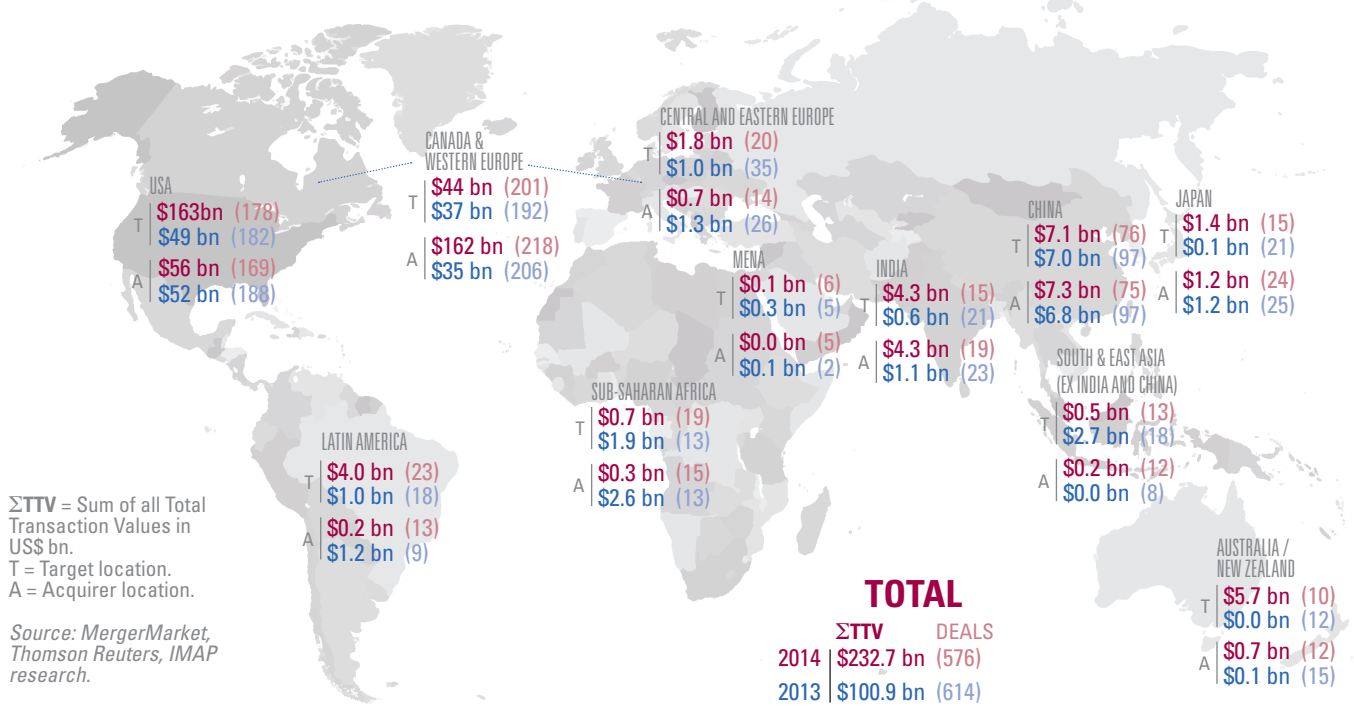 USA
T
$163bn (178)
$49 bn (182)
A
$56 bn (169)
$52 bn (188)
CANADA &
WESTERN EUROPE
T
$44 bn (201)
$37 bn (192)
A
$162 bn (218)
$35 bn (206)
CENTRAL AND EASTERN EUROPE
T
$1.8 bn (20)
$1.0 bn (35)
A
$0.7 bn (14)
$1.3 bn (26)
MENA
T
$0.1 bn (6)
$0.3 bn (5)
A
$0.0 bn (5)
$0.1 bn (2)
INDIA
T
$4.3 bn (15)
$0.6 bn (21)
A
$4.3 bn (19)
$1.1 bn (23)
CHINA
T
$7.1 bn (76)
$7.0 bn (97)
A
$7.3 bn (75)
$6.8 bn (97)
JAPAN
T
$1.4 bn (15)
$0.1 bn (21)
A
$1.2 bn (24)
$1.2 bn (25)
SOUTH & EAST ASIA
(EX INDIA AND CHINA)
T
$0.5 bn (13)
$2.7 bn (18)
A
$0.2 bn (12)
$0.0 bn (8)
SUB-SAHARAN AFRICA
T
$0.7 bn (19)
$1.9 bn (13)
A
$0.3 bn (15)
$2.6 bn (13)
LATIN AMERICA
T
$4.0 bn (23)
$1.0 bn (18)
A
$0.2 bn (13)
$1.2 bn (9)
AUSTRALIA /
NEW ZEALAND
T
$5.7 bn (10)
$0.0 bn (12)
A
$0.7 bn (12)
$0.1 bn (15)
ΣTTV = Sum of all Total
Transaction Values in
US$ bn.
T = Target location.
A = Acquirer location.
Source: MergerMarket,
Thomson Reuters, IMAP
research.
TOTAL
ΣTTV DEALS
2014 $232.7 bn (576)
2013 $100.9 bn (614)